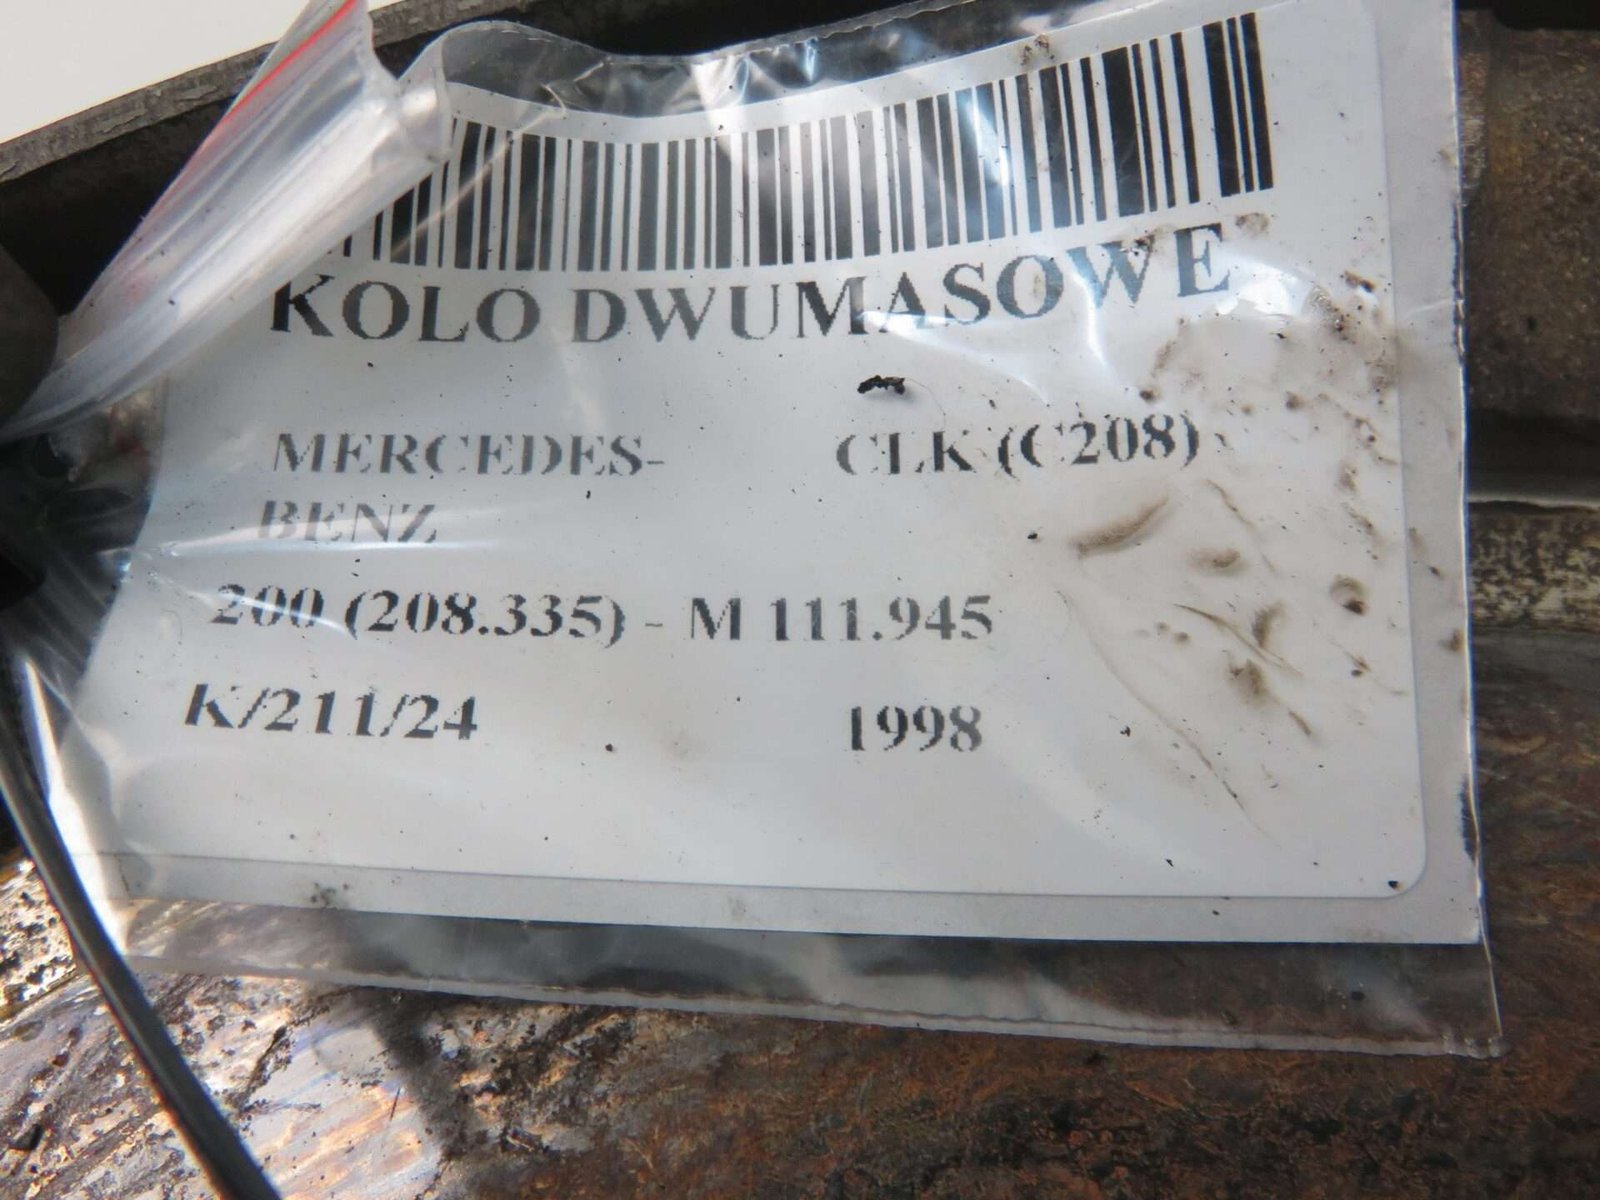 KOLO DWUMASOWE
MERCEDES- CLK (C208)
BENZ
200 (208.335) - M 111.945
K/211/24 1998